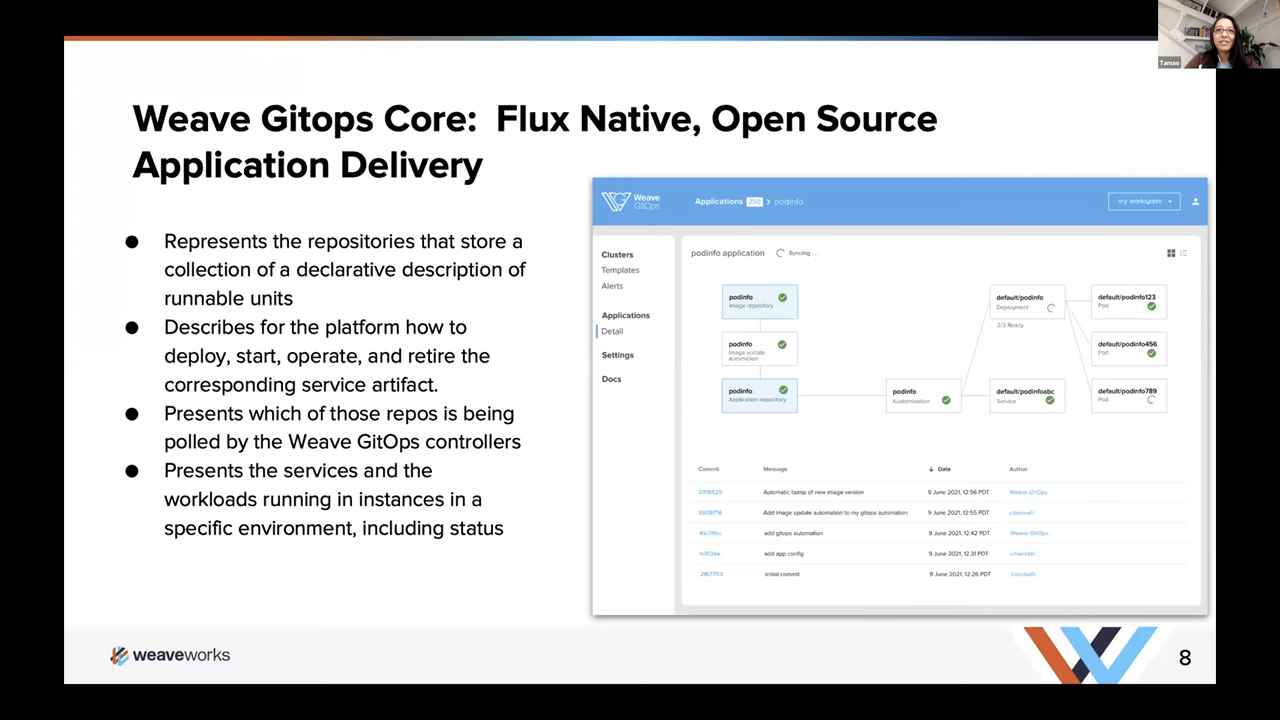 Tamao
Weave Gitops Core: Flux Native, Open Source
Application Delivery
● Represents the repositories that store a
collection of a declarative description of
runnable units
● Describes for the platform how to
deploy, start, operate, and retire the
corresponding service artifact.
● Presents which of those repos is being
polled by the Weave GitOps controllers
● Presents the services and the
workloads running in instances in a
specific environment, including status
Weave
GitOps
Applications 250 > podinfo
my workspace
Clusters
Templates
Alerts
Applications
Detail
Settings
Docs
podinfo application
Syncing . . .
podinfo
Image repository
podinfo
Image update
automation
podinfo
Application repository
podinfo
Kustomization
default/podinfo
Deployment
2/3 Ready
default/podinfoabc
Service
default/podinfo123
Pod
default/podinfo456
Pod
default/podinfo789
Pod
Commit Message Date Author
Automatic bump of new image version 9 June 2021, 12:56 PDT Weave GitOps
Add image update automation to my gitops automation 9 June 2021, 12:55 PDT
add gitops automation 9 June 2021, 12:42 PDT Weave GitOps
add app config 9 June 2021, 12:31 PDT
2f67703 Initial commit 9 June 2021, 12:26 PDT
weaveworks
8